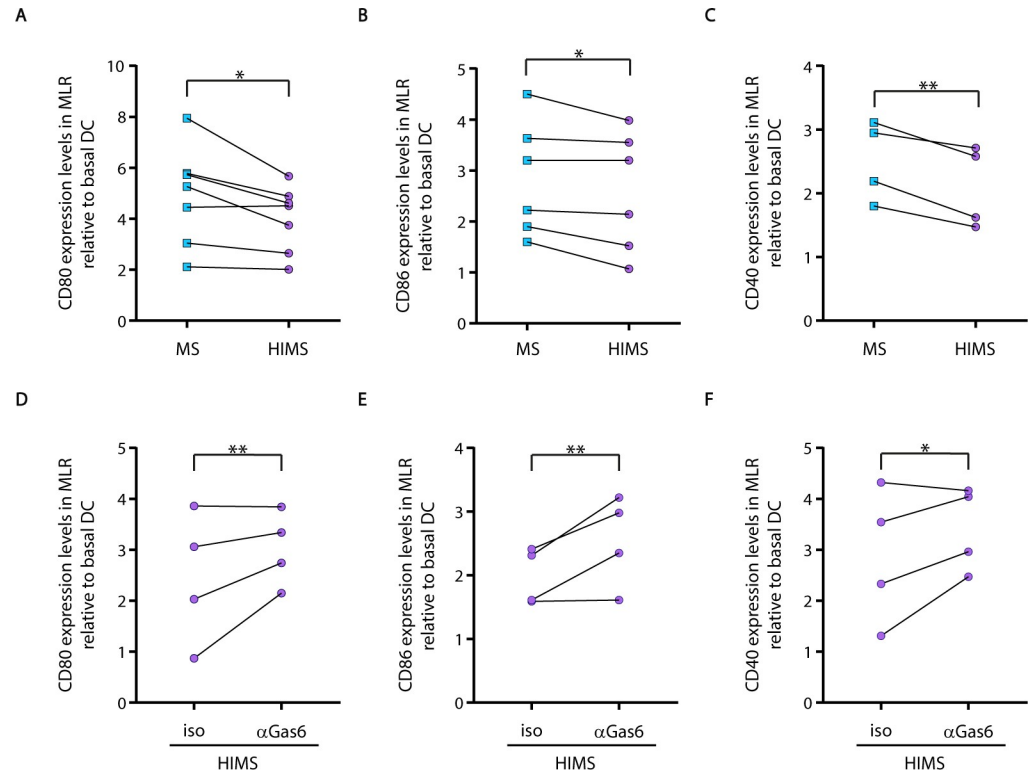 A
CD80 expression levels in MLR
relative to basal DC
10
8
6
4
2
0
*
MS
HIMS
B
CD86 expression levels in MLR
relative to basal DC
5
4
3
2
1
0
*
MS
HIMS
C
CD40 expression levels in MLR
relative to basal DC
4
3
2
1
0
**
MS
HIMS
D
CD80 expression levels in MLR
relative to basal DC
5
4
3
2
1
0
**
iso
αGas6
HIMS
E
CD86 expression levels in MLR
relative to basal DC
4
3
2
1
0
**
iso
αGas6
HIMS
F
CD40 expression levels in MLR
relative to basal DC
5
4
3
2
1
0
*
iso
αGas6
HIMS